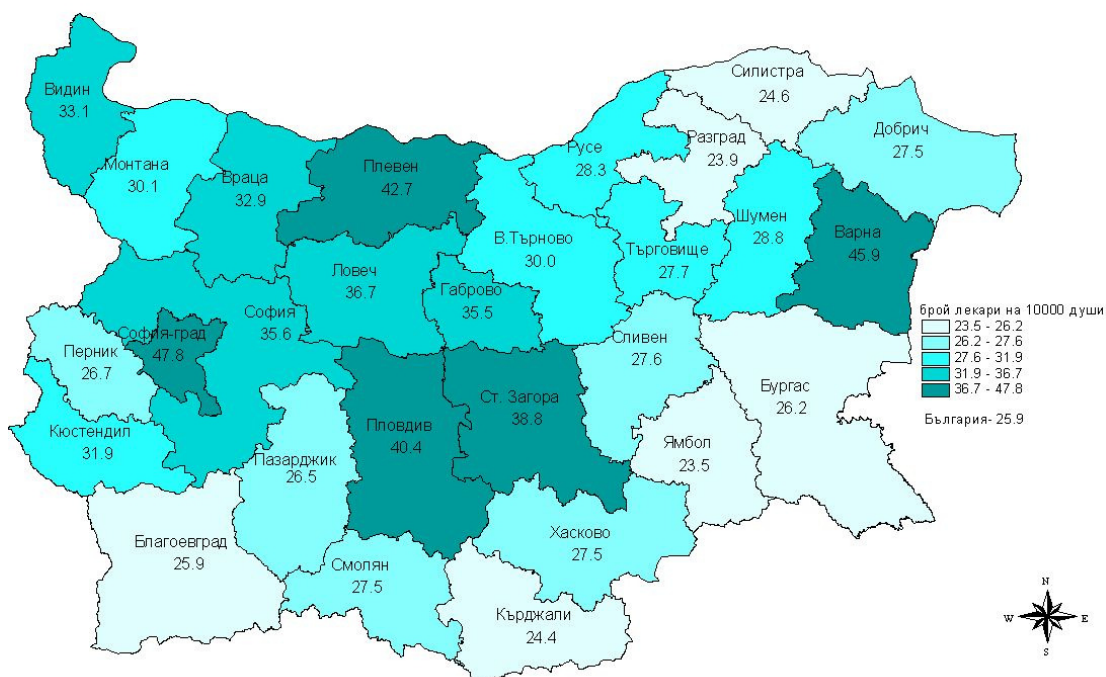 Видин
33.1
Монтана
30.1
Враца
32.9
Плевен
42.7
Русе
28.3
Силистра
24.6
Разград
23.9
Добрич
27.5
Шумен
28.8
Варна
45.9
В.Търново
30.0
Търговище
27.7
Ловеч
36.7
Габрово
35.5
София
35.6
София-град
47.8
Перник
26.7
Кюстендил
31.9
Сливен
27.6
Бургас
26.2
Ст. Загора
38.8
Пловдив
40.4
Ямбол
23.5
Пазарджик
26.5
Благоевград
25.9
Хасково
27.5
Смолян
27.5
Кърджали
24.4
брой лекари на 10000 души
23.5 - 26.2
26.2 - 27.6
27.6 - 31.9
31.9 - 36.7
36.7 - 47.8
България- 25.9
N
W E
S